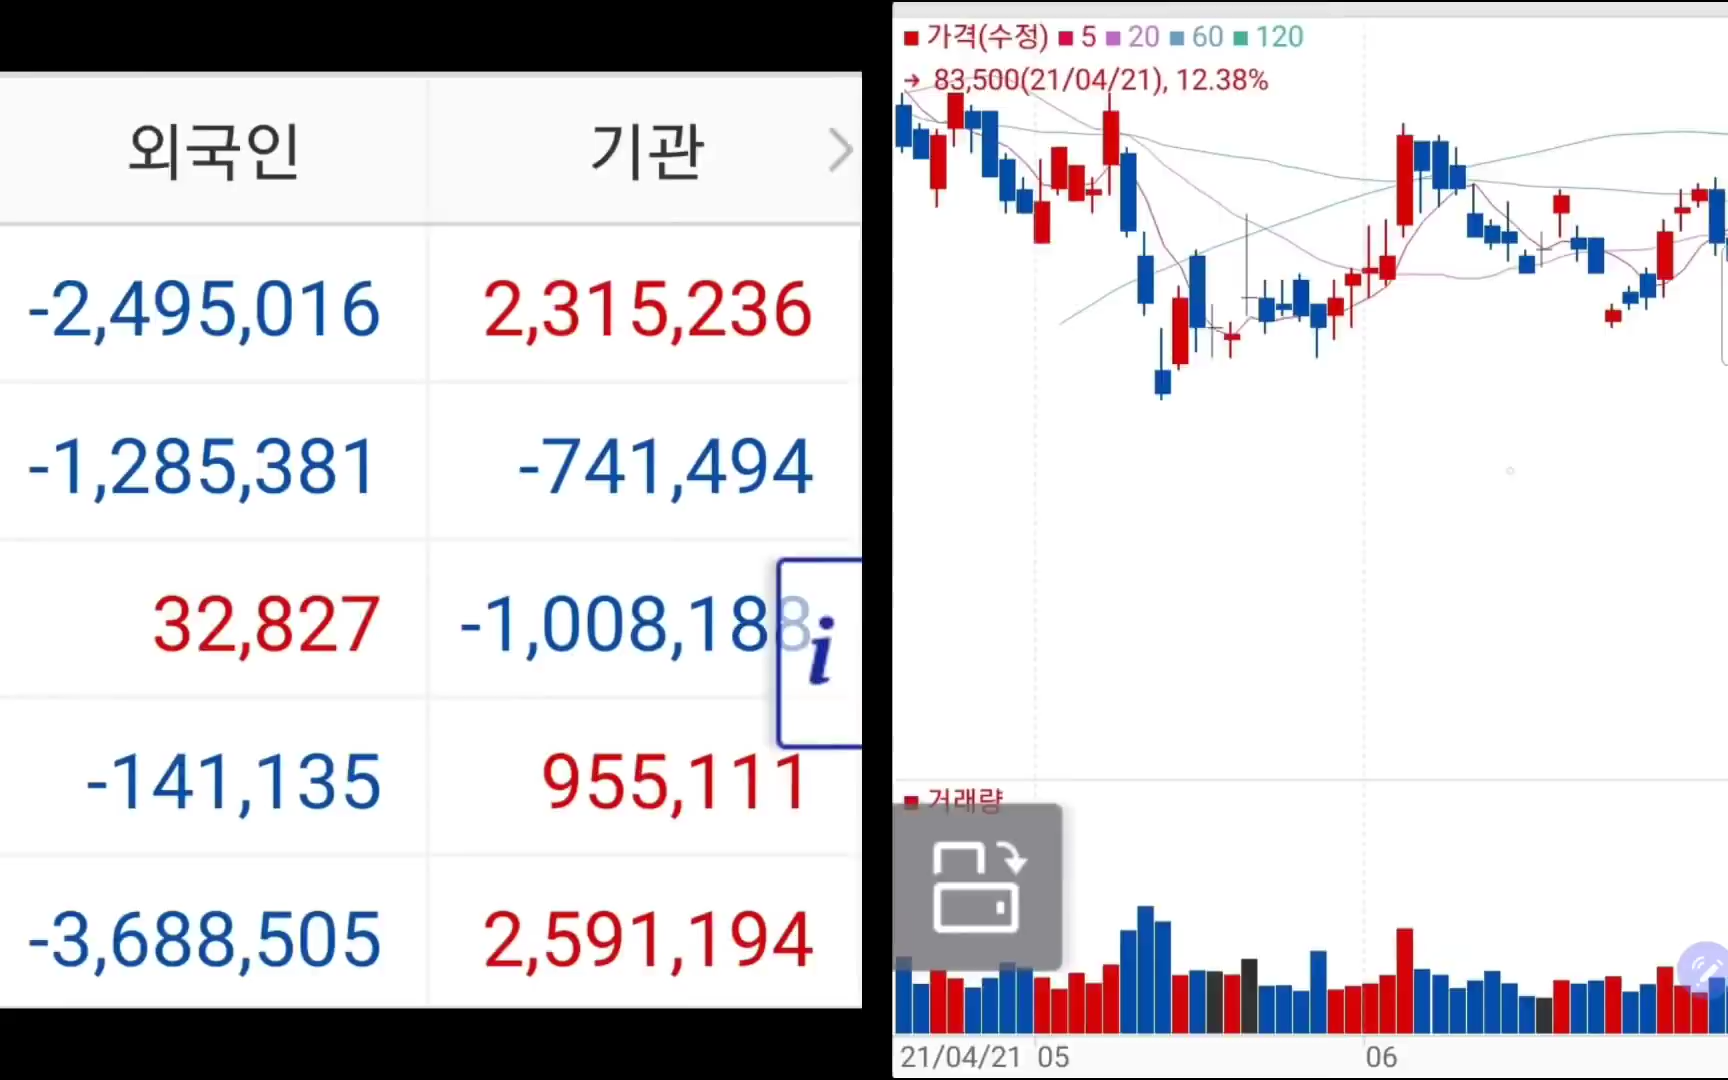 외국인 기관
-2,495,016 2,315,236
-1,285,381 -741,494
32,827 -1,008,188
i
-141,135 955,111
-3,688,505 2,591,194
가격(수정) 5 20 60 120
→ 83,500(21/04/21), 12.38%
거래량
21/04/21 05 06